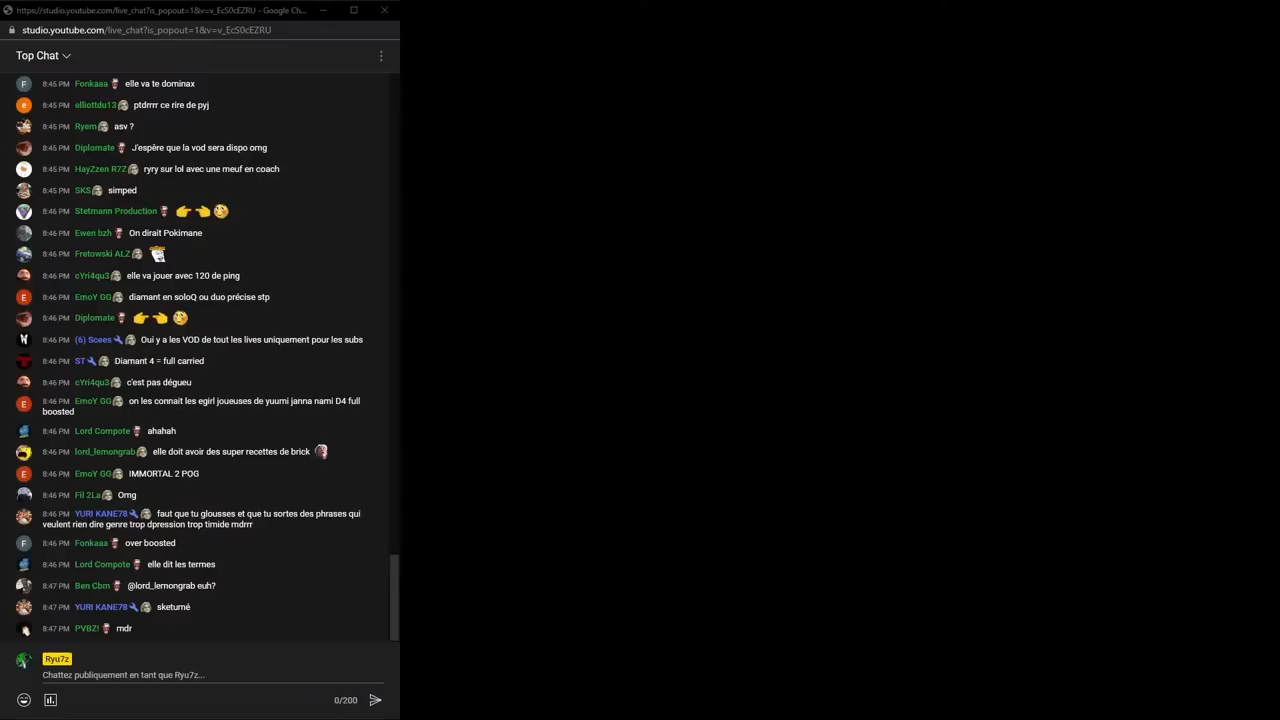 https://studio.youtube.com/live_chat?is_popout=1&v=v_EcS0cEZRU - Google Ch...
studio.youtube.com/live_chat?is_popout=1&v=v_EcS0cEZRU
Top Chat
F 8:45 PM Fonkaaa elle va te dominax
e 8:45 PM elliottdu13 ptdrrrr ce rire de pyj
8:45 PM Ryem asv ?
8:45 PM Diplomate J'espère que la vod sera dispo omg
8:45 PM HayZzen R7Z ryry sur lol avec une meuf en coach
8:45 PM SKS simped
8:46 PM Stetmann Production 👉 👈
8:46 PM Ewen bzh On dirait Pokimane
8:46 PM Fretowski ALZ
8:46 PM cYri4qu3 elle va jouer avec 120 de ping
E 8:46 PM EmoY GG diamant en soloQ ou duo précise stp
8:46 PM Diplomate 👉 👈
8:46 PM (6) Scees Oui y a les VOD de tout les lives uniquement pour les subs
8:46 PM ST Diamant 4 = full carried
8:46 PM cYri4qu3 c'est pas dégueu
E 8:46 PM EmoY GG on les connait les egirl joueuses de yuumi janna nami D4 full
boosted
8:46 PM Lord Compote ahahah
8:46 PM lord_lemongrab elle doit avoir des super recettes de brick
E 8:46 PM EmoY GG IMMORTAL 2 POG
8:46 PM Fil 2La Omg
8:46 PM YURI KANE78 faut que tu glousses et que tu sortes des phrases qui
veulent rien dire genre trop dpression trop timide mdrrr
F 8:46 PM Fonkaaa over boosted
8:46 PM Lord Compote elle dit les termes
8:47 PM Ben Cbm @lord_lemongrab euh?
8:47 PM YURI KANE78 sketumé
8:47 PM PVBZ! mdr
Ryu7z
Chattez publiquement en tant que Ryu7z...
0/200